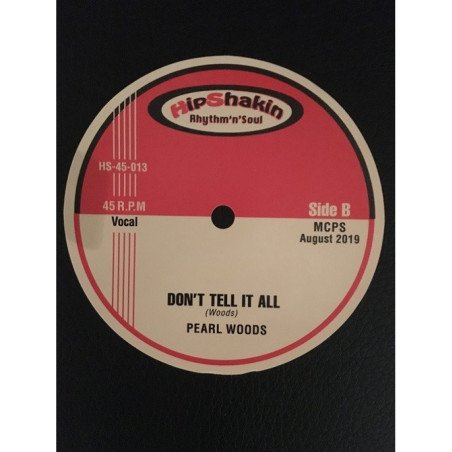 HipShakin
Rhythm'n'Soul
HS-45-013
45 R.P.M
Vocal
Side B
MCPS
August 2019
DON'T TELL IT ALL
(Woods)
PEARL WOODS